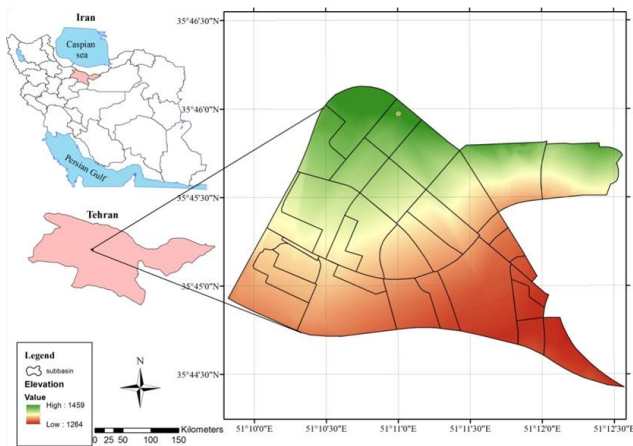 Iran
Caspian
sea
Persian Gulf
Tehran
Legend
subbasin
Elevation
Value
High : 1459
Low : 1264
N
Kilometers
0 25 50 100 150
35°46'30"N
35°46'0"N
35°45'30"N
35°45'0"N
35°44'30"N
51°10'0"E 51°10'30"E 51°11'0"E 51°11'30"E 51°12'0"E 51°12'30"E